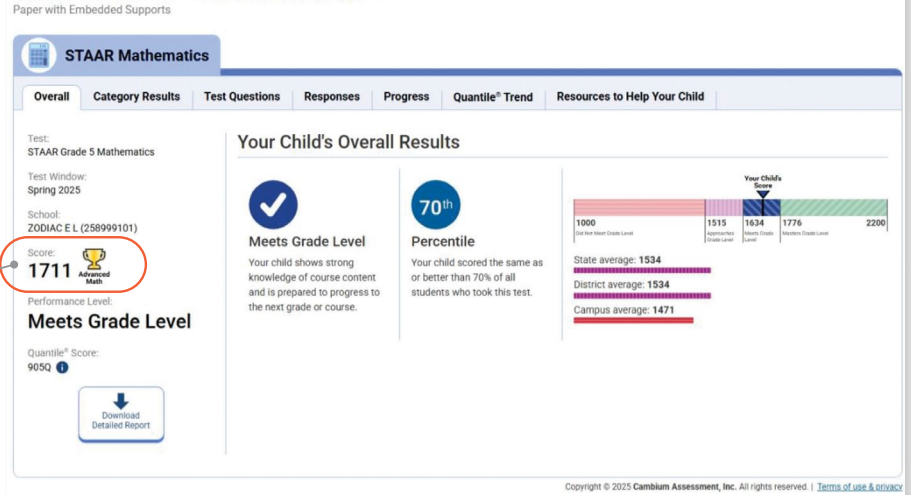 Paper with Embedded Supports
STAAR Mathematics
Overall Category Results Test Questions Responses Progress Quantile® Trend Resources to Help Your Child
Test:
STAAR Grade 5 Mathematics
Test Window:
Spring 2025
School:
ZODIAC E L (258999101)
Score:
1711
Advanced
Math
Performance Level:
Meets Grade Level
Quantile® Score:
905Q i
Download
Detailed Report
Your Child's Overall Results
Meets Grade Level
Your child shows strong
knowledge of course content
and is prepared to progress to
the next grade or course.
70th
Percentile
Your child scored the same as
or better than 70% of all
students who took this test.
Your Child's
Score
1000 1515 1634 1776 2200
Did Not Meet Grade Level
Approaches
Grade Level
Meets Grade
Level
Masters Grade Level
State average: 1534
District average: 1534
Campus average: 1471
Copyright © 2025 Cambium Assessment, Inc. All rights reserved. | Terms of use & privacy